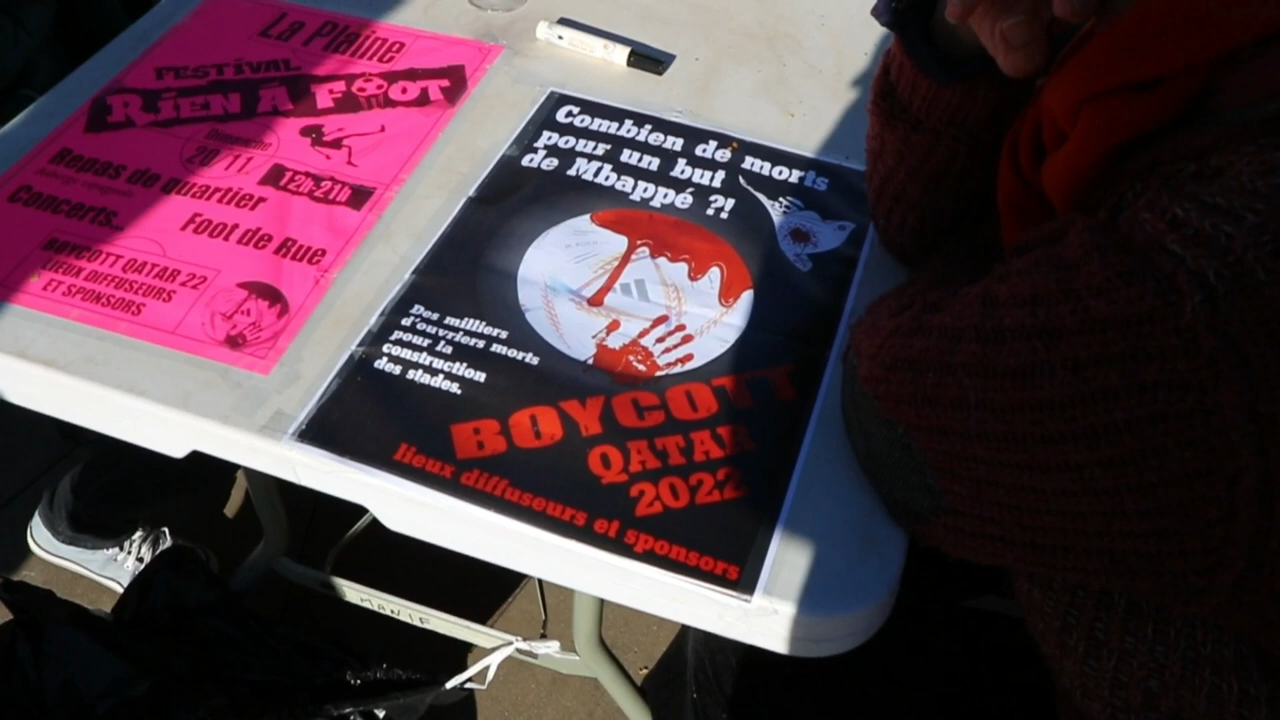 La Plaine
FESTIVAL
RIEN A FOOT
Dimanche
20/11.
12h-21h
Repas de quartier
Concerts...
Foot de Rue
BOYCOTT QATAR 22
LIEUX DIFFUSEURS
ET SPONSORS
Combien de morts
pour un but
de Mbappé ?!
Des milliers
d'ouvriers morts
pour la
construction
des stades.
BOYCOTT
QATAR
2022
lieux diffuseurs et sponsors
MANIF